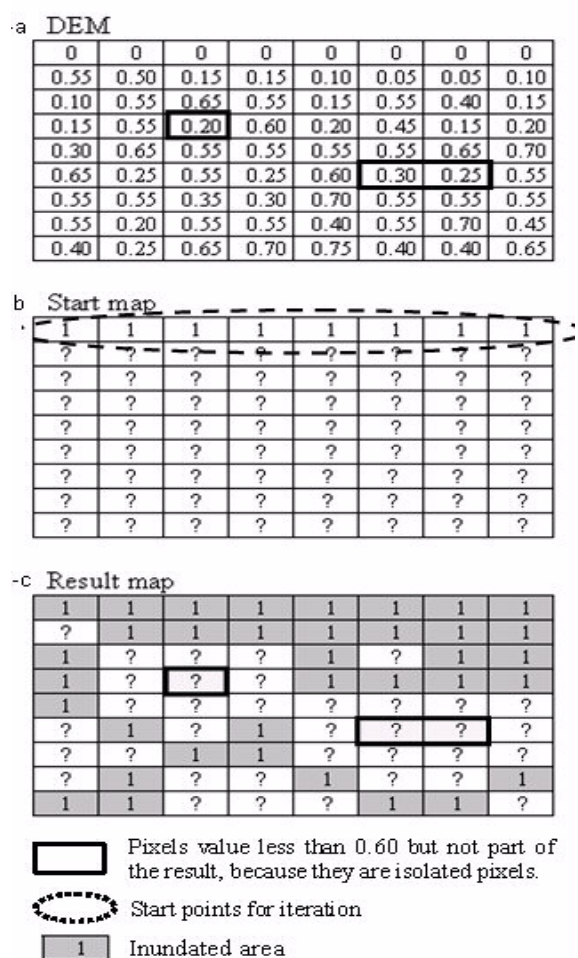 -a DEM
0 0 0 0 0 0 0 0
0.55 0.50 0.15 0.15 0.10 0.05 0.05 0.10
0.10 0.55 0.65 0.55 0.15 0.55 0.40 0.15
0.15 0.55 0.20 0.60 0.20 0.45 0.15 0.20
0.30 0.65 0.55 0.55 0.55 0.55 0.65 0.70
0.65 0.25 0.55 0.25 0.60 0.30 0.25 0.55
0.55 0.55 0.35 0.30 0.70 0.55 0.55 0.55
0.55 0.20 0.55 0.55 0.40 0.55 0.70 0.45
0.40 0.25 0.65 0.70 0.75 0.40 0.40 0.65
b Start map
1 1 1 1 1 1 1 1
? ? ? ? ? ? ? ?
? ? ? ? ? ? ? ?
? ? ? ? ? ? ? ?
? ? ? ? ? ? ? ?
? ? ? ? ? ? ? ?
? ? ? ? ? ? ? ?
? ? ? ? ? ? ? ?
? ? ? ? ? ? ? ?
-c Result map
1 1 1 1 1 1 1 1
? 1 1 1 1 1 1 1
1 ? ? ? 1 ? 1 1
1 ? ? ? 1 1 1 1
1 ? ? ? ? ? ? ?
? 1 ? 1 ? ? ? ?
? ? 1 1 ? ? ? ?
? 1 ? ? 1 ? ? 1
1 1 ? ? ? 1 1 ?
Pixels value less than 0.60 but not part of
the result, because they are isolated pixels.
Start points for iteration
1 Inundated area